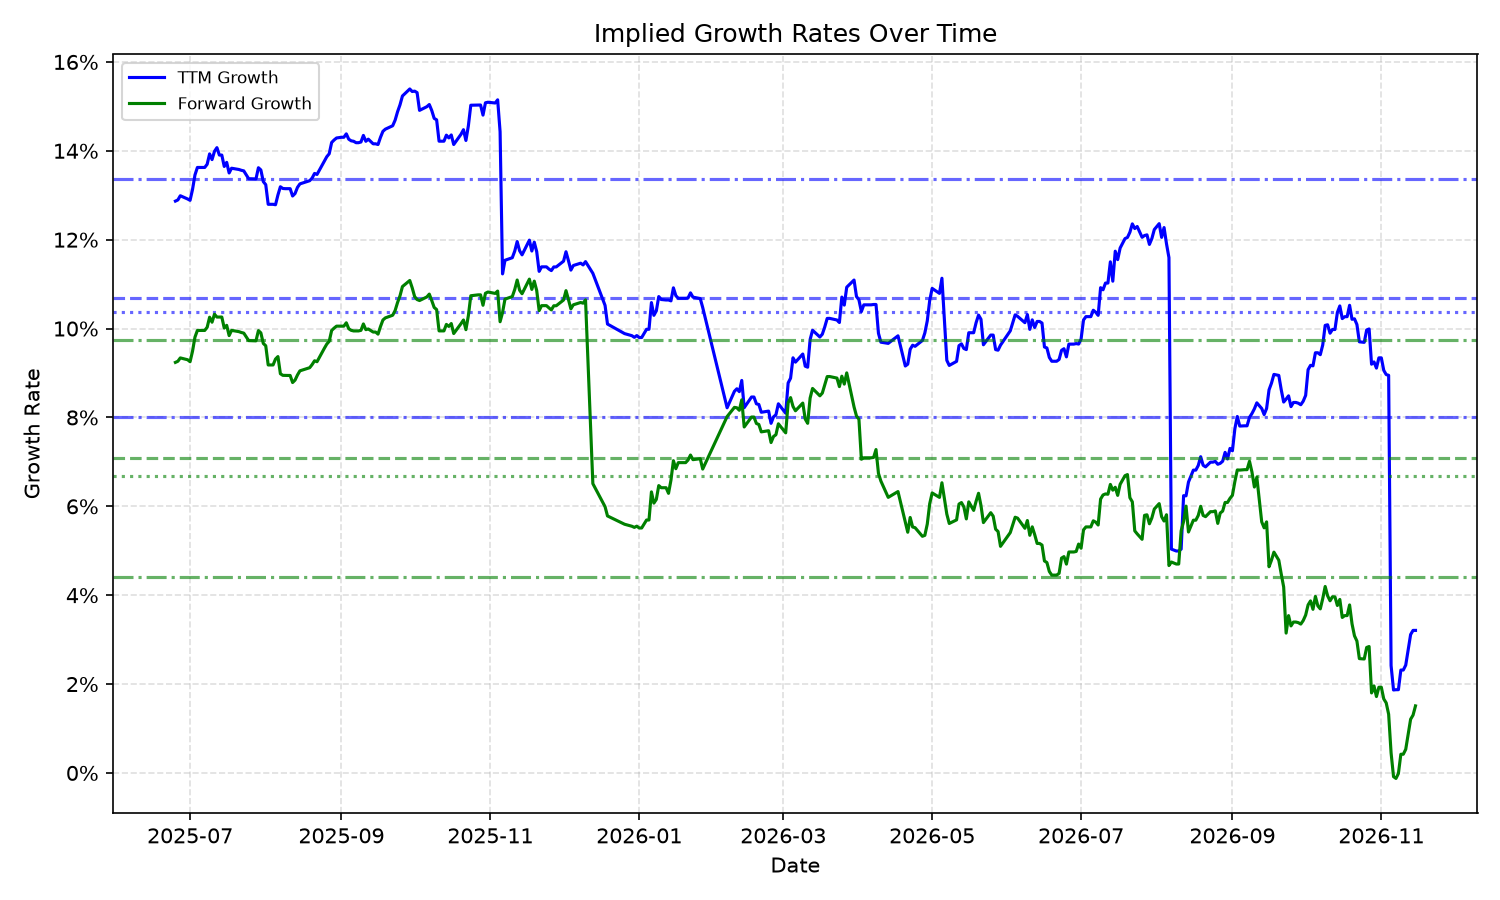 Implied Growth Rates Over Time
TTM Growth
Forward Growth
Growth Rate
16%
14%
12%
10%
8%
6%
4%
2%
0%
2025-07 2025-09 2025-11 2026-01 2026-03 2026-05 2026-07 2026-09 2026-11
Date